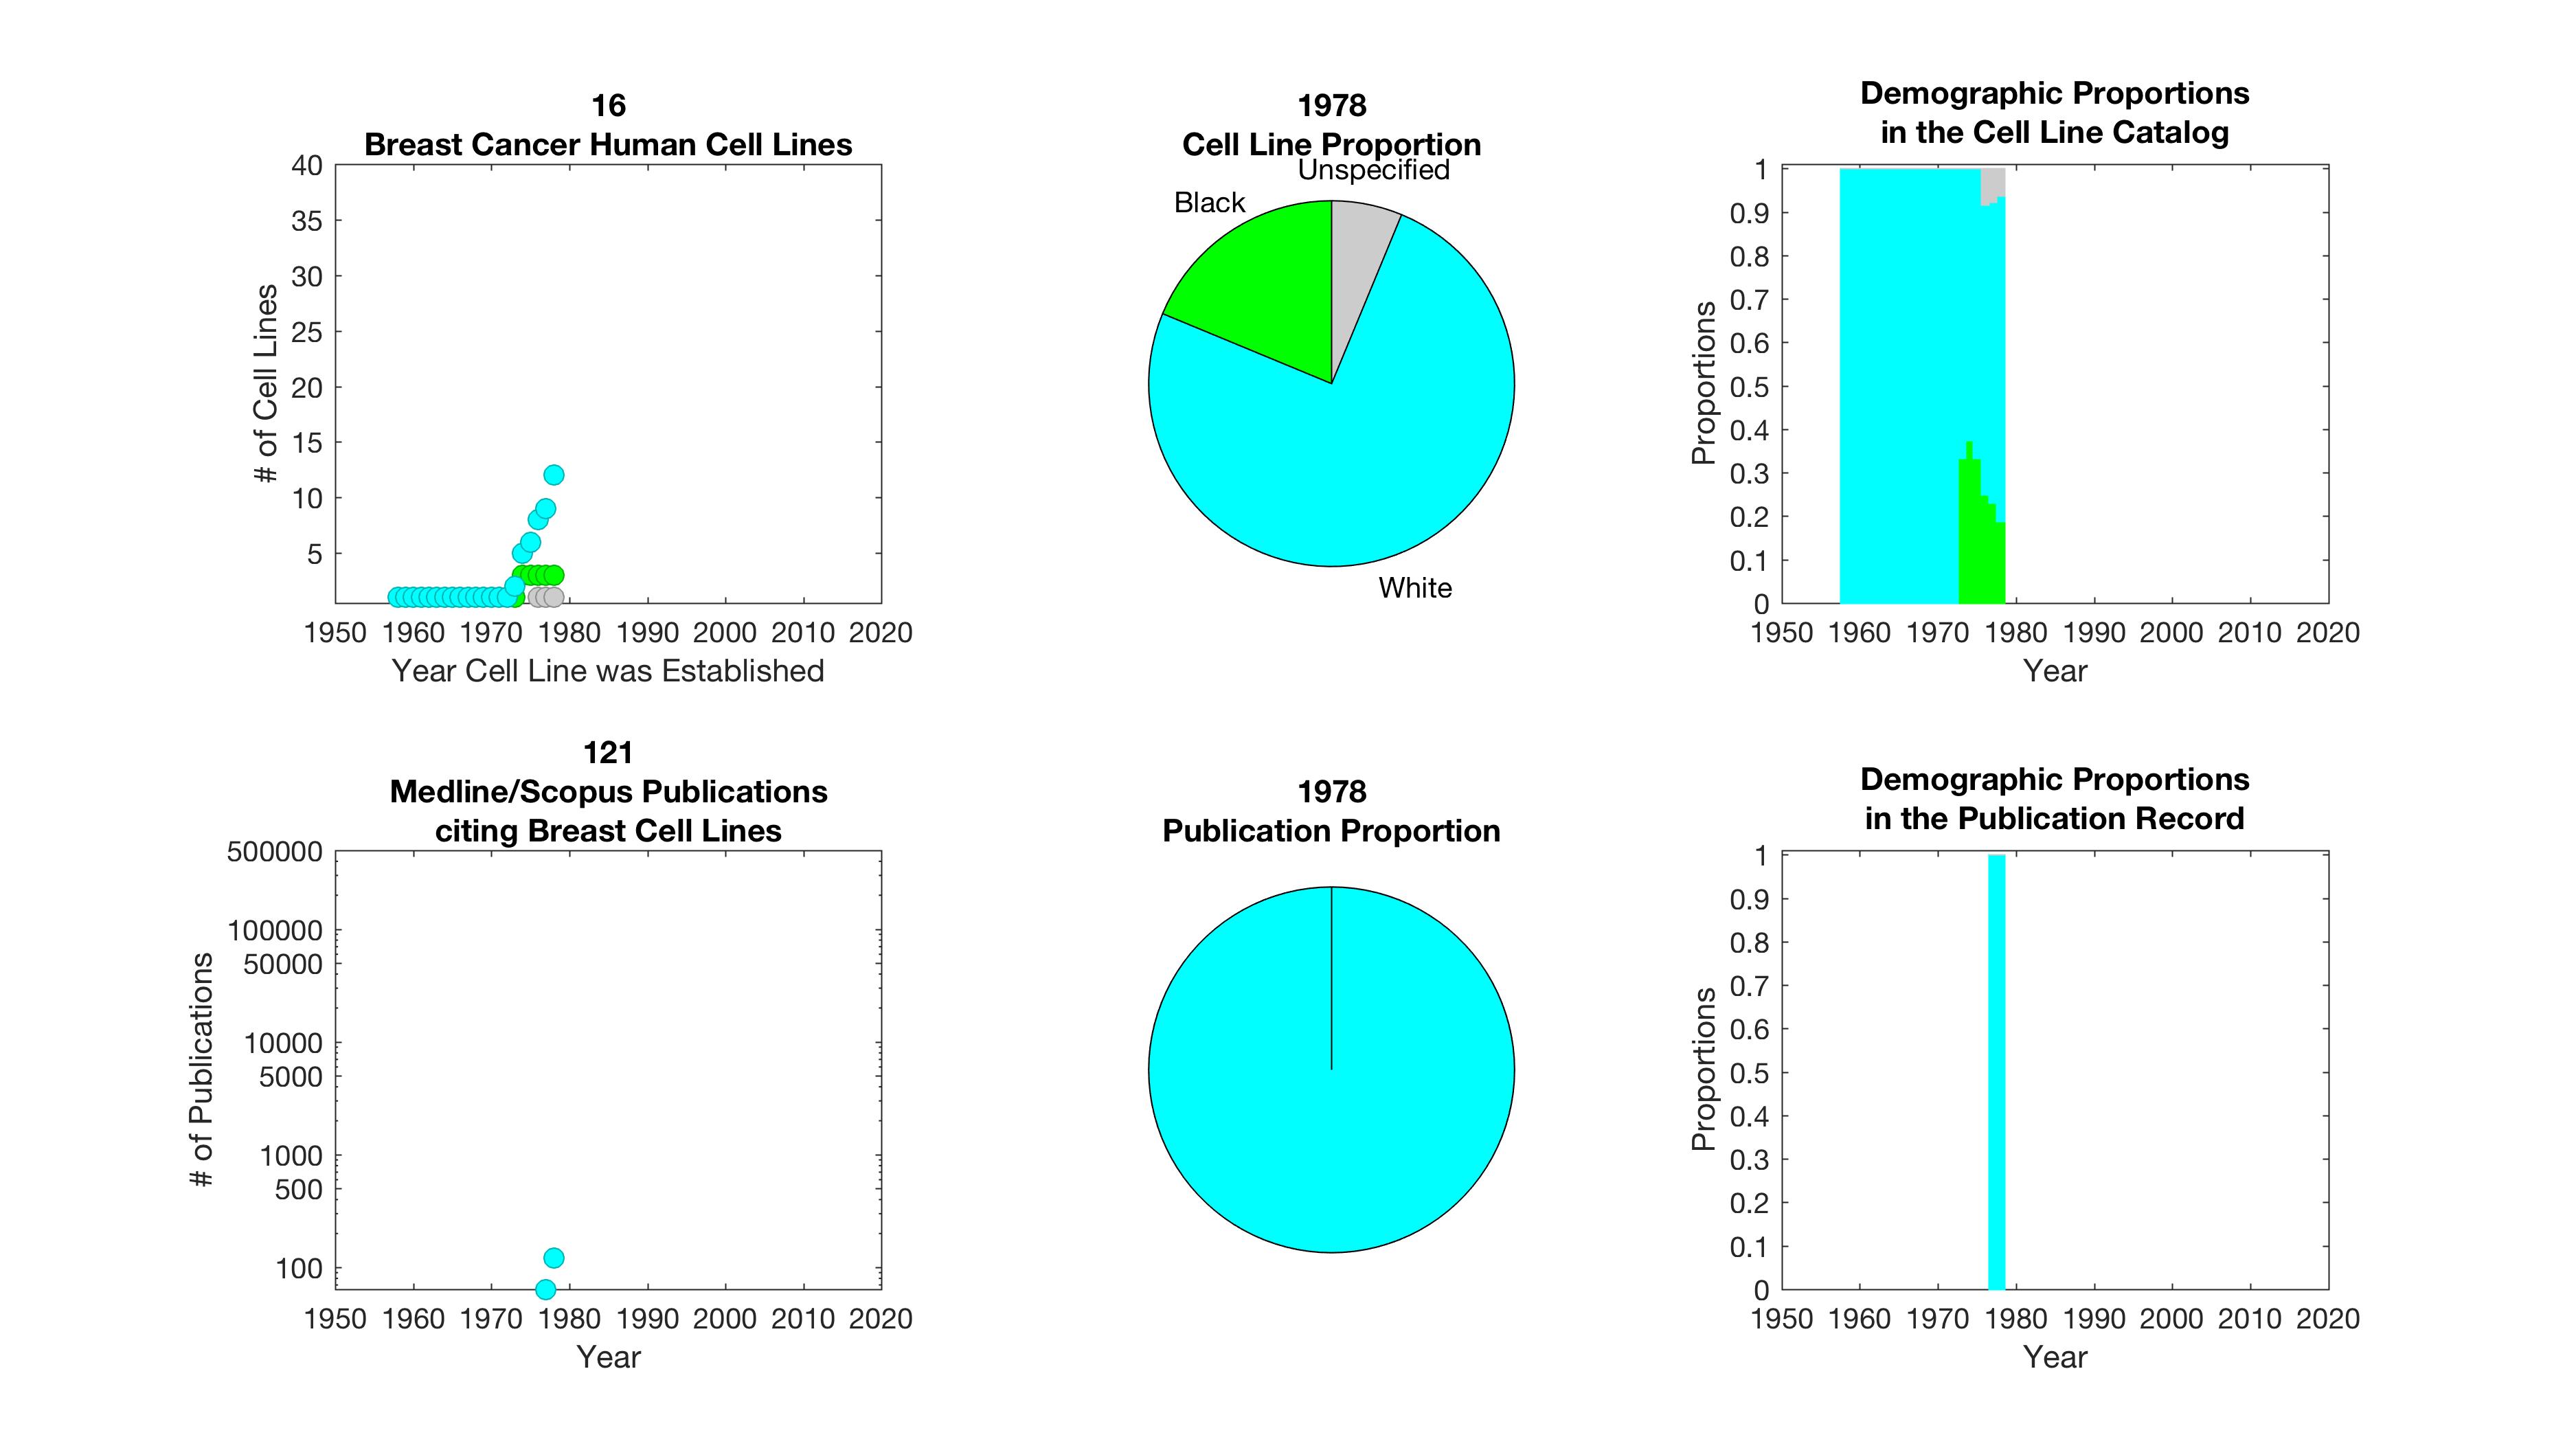 16
Breast Cancer Human Cell Lines
40
35
30
25
20
15
10
5
# of Cell Lines
1950 1960 1970 1980 1990 2000 2010 2020
Year Cell Line was Established
1978
Cell Line Proportion
Unspecified
Black
White
Demographic Proportions
in the Cell Line Catalog
1
0.9
0.8
0.7
0.6
0.5
0.4
0.3
0.2
0.1
0
Proportions
1950 1960 1970 1980 1990 2000 2010 2020
Year
121
Medline/Scopus Publications
citing Breast Cell Lines
500000
100000
50000
10000
5000
1000
500
100
# of Publications
1950 1960 1970 1980 1990 2000 2010 2020
Year
1978
Publication Proportion
Demographic Proportions
in the Publication Record
1
0.9
0.8
0.7
0.6
0.5
0.4
0.3
0.2
0.1
0
Proportions
1950 1960 1970 1980 1990 2000 2010 2020
Year